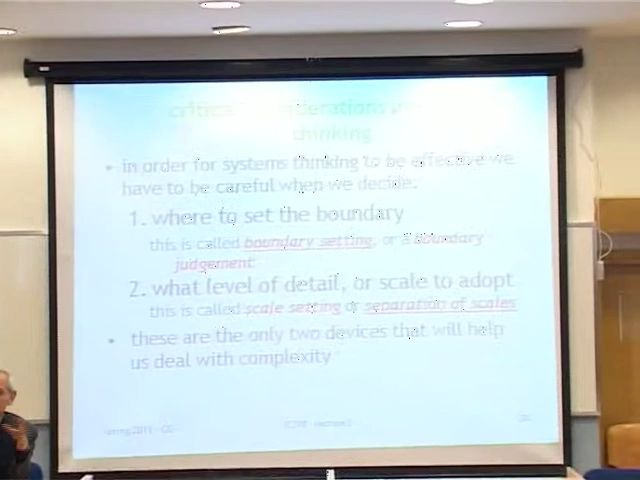 critical considerations in
thinking
• in order for systems thinking to be effective we
have to be careful when we decide:
1. where to set the boundary
this is called boundary setting, or a boundary
judgement
2. what level of detail, or scale to adopt
this is called scale setting or separation of scales
• these are the only two devices that will help
us deal with complexity